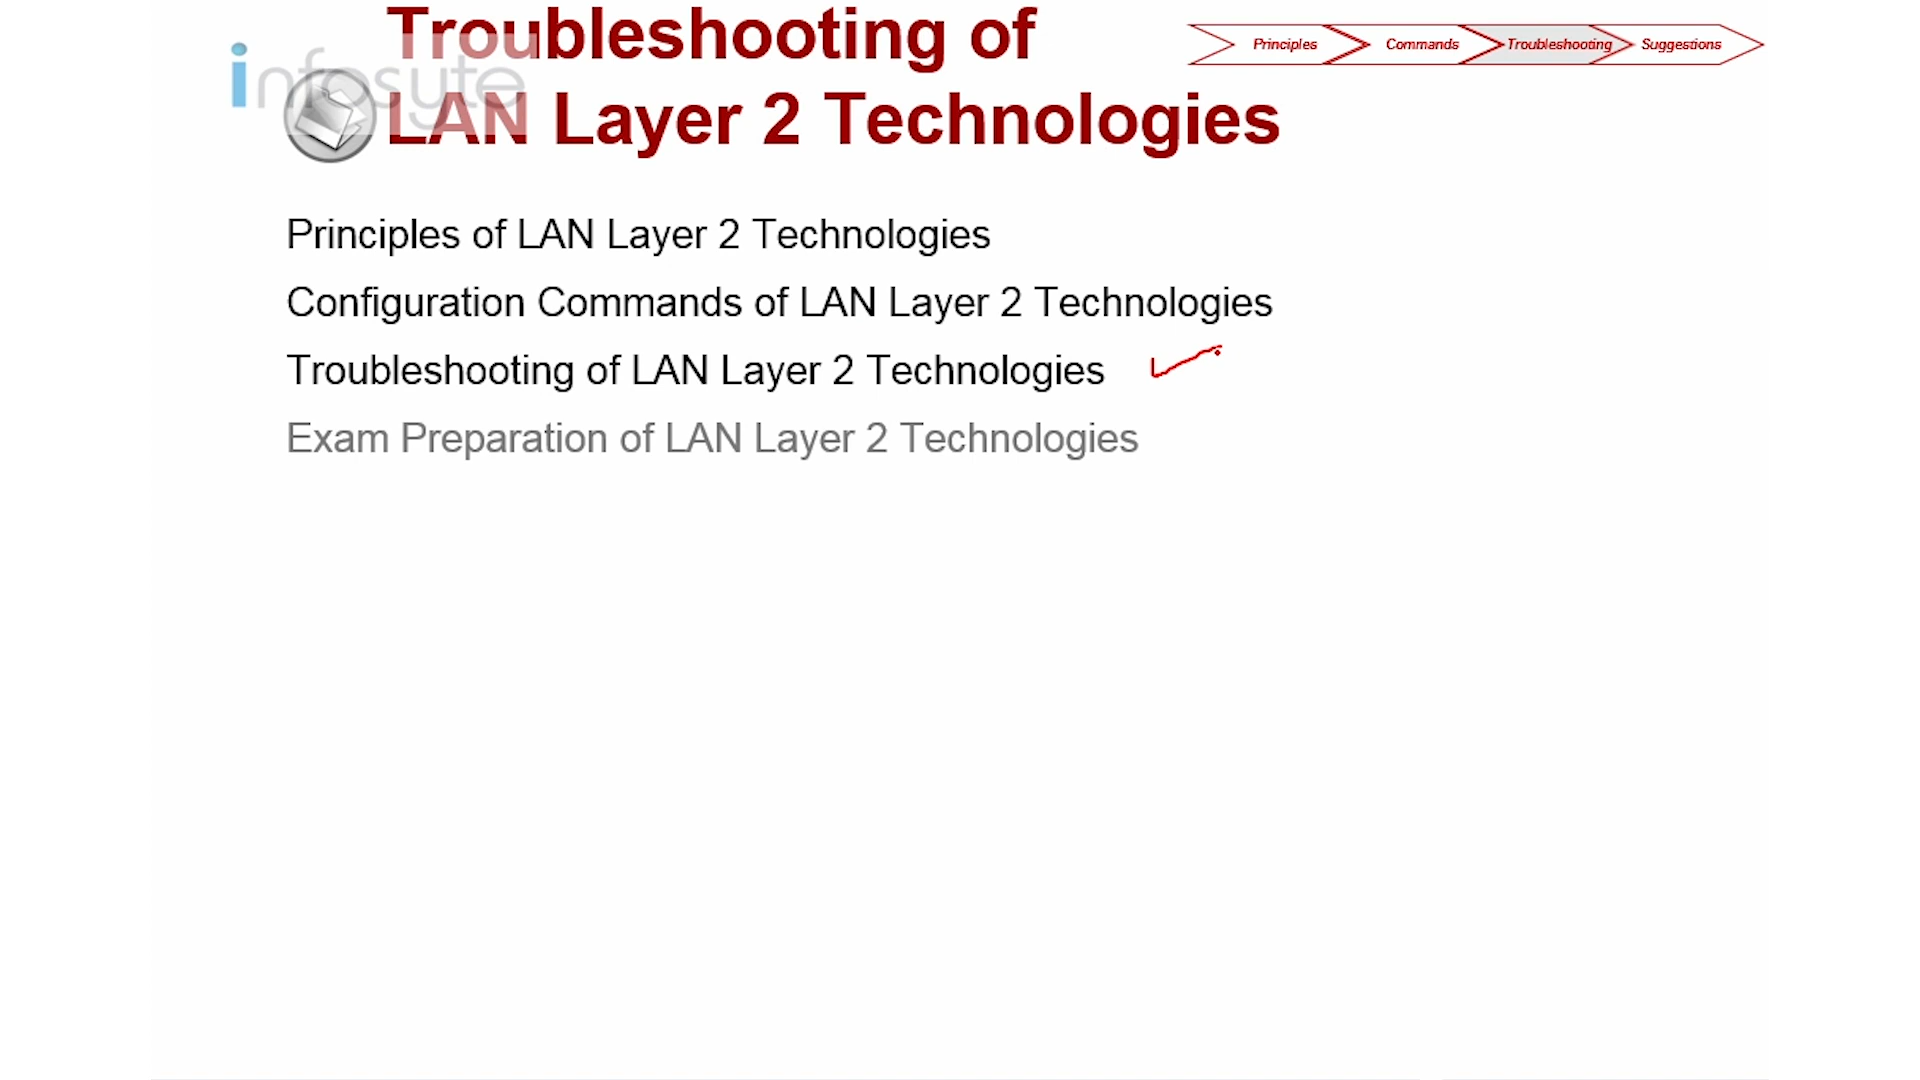 Troubleshooting of
LAN Layer 2 Technologies
infosyte
Principles
Commands
Troubleshooting
Suggestions
Principles of LAN Layer 2 Technologies
Configuration Commands of LAN Layer 2 Technologies
Troubleshooting of LAN Layer 2 Technologies
Exam Preparation of LAN Layer 2 Technologies